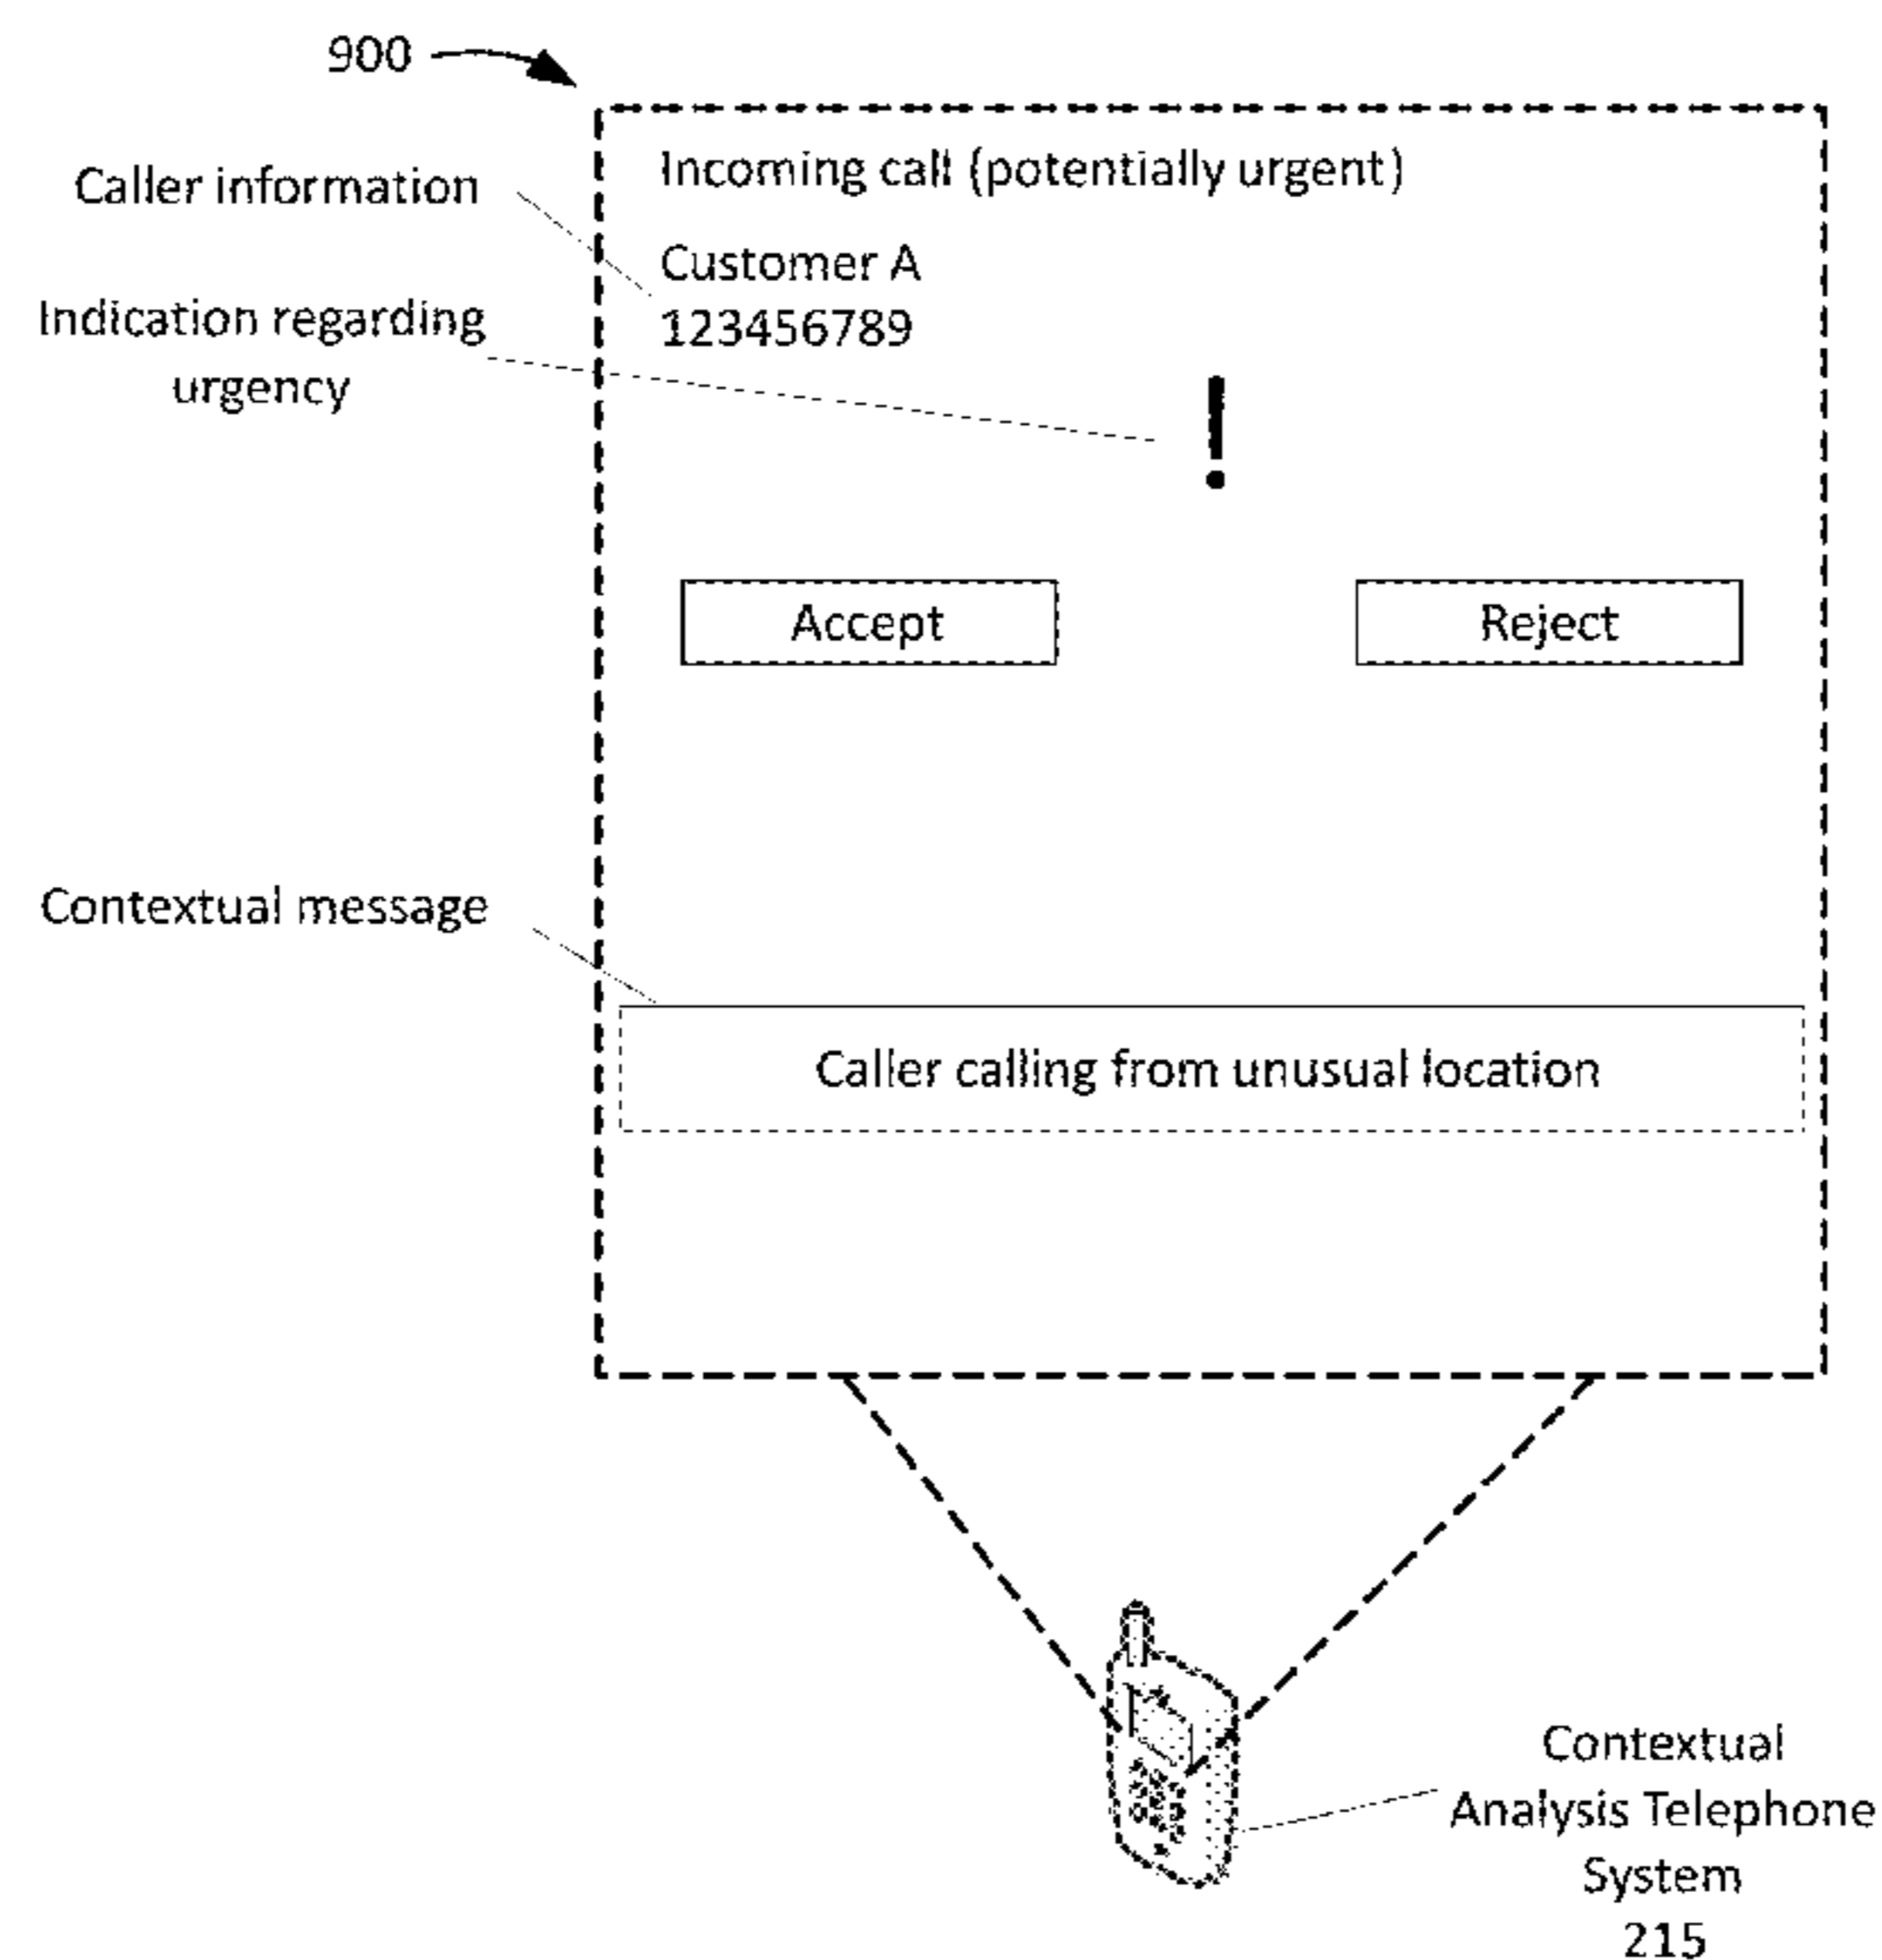 900
Incoming call (potentially urgent)
Caller information
Customer A
123456789
Indication regarding
urgency
!
Accept
Reject
Contextual message
Caller calling from unusual location
Contextual
Analysis Telephone
System
215